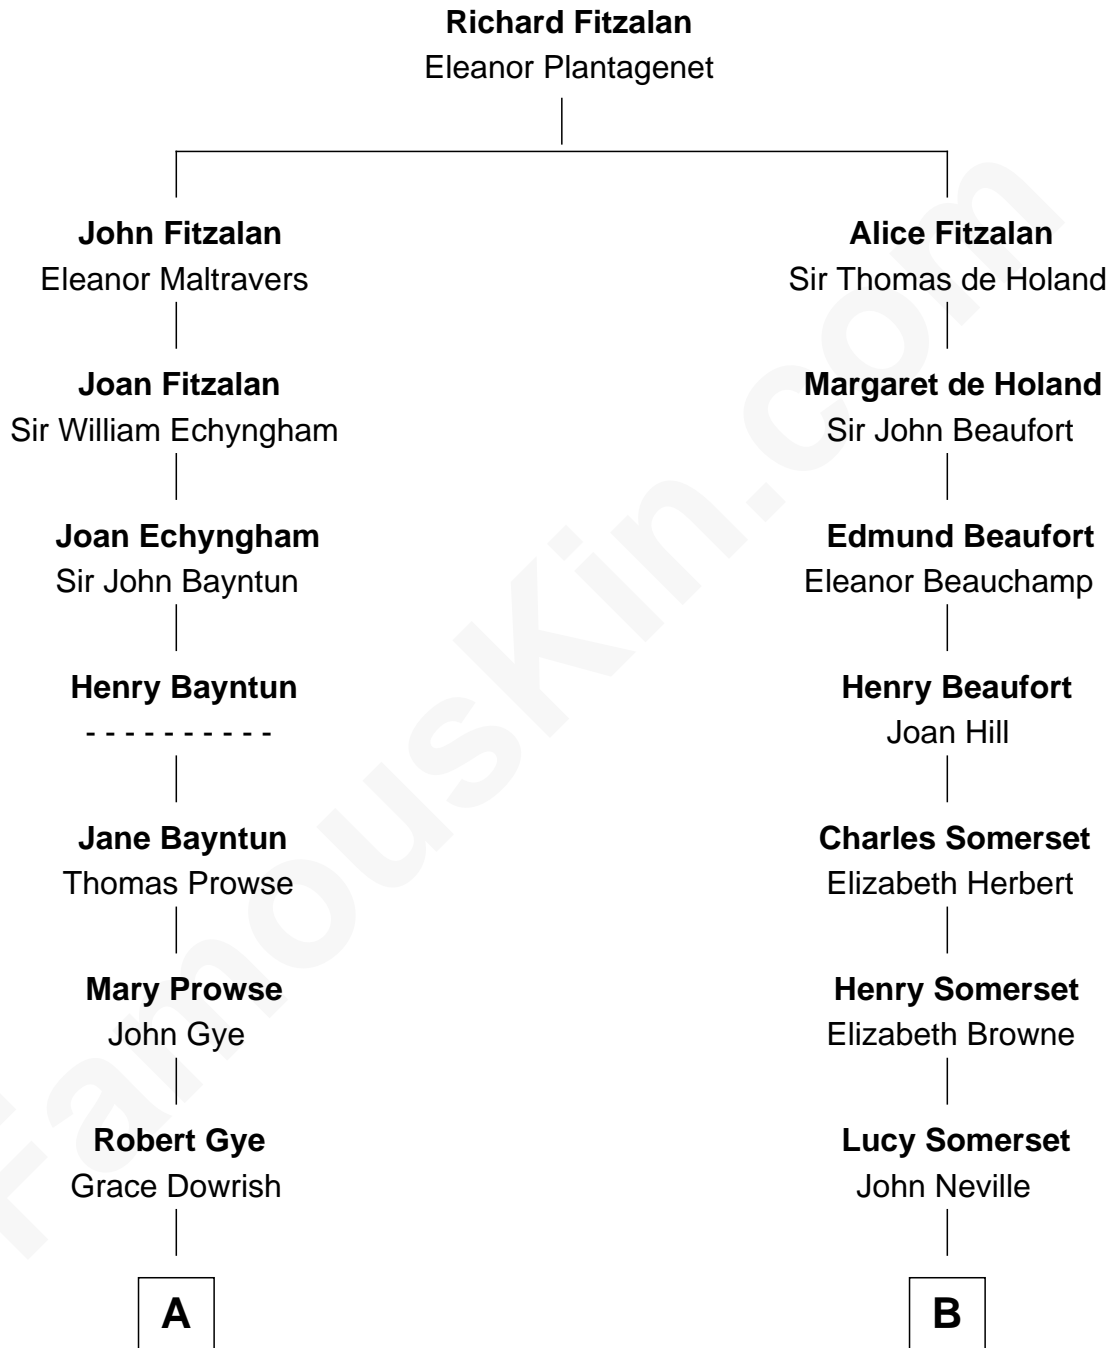 Richard Fitzalan
Eleanor Plantagenet
John Fitzalan
Eleanor Maltravers
Alice Fitzalan
Sir Thomas de Holand
Joan Fitzalan
Sir William Echyngham
Margaret de Holand
Sir John Beaufort
Joan Echyngham
Sir John Bayntun
Edmund Beaufort
Eleanor Beauchamp
Henry Bayntun
- - - - - - - - - -
Henry Beaufort
Joan Hill
Jane Bayntun
Thomas Prowse
Charles Somerset
Elizabeth Herbert
Mary Prowse
John Gye
Henry Somerset
Elizabeth Browne
Robert Gye
Grace Dowrish
Lucy Somerset
John Neville
A
B
FamousKin.com